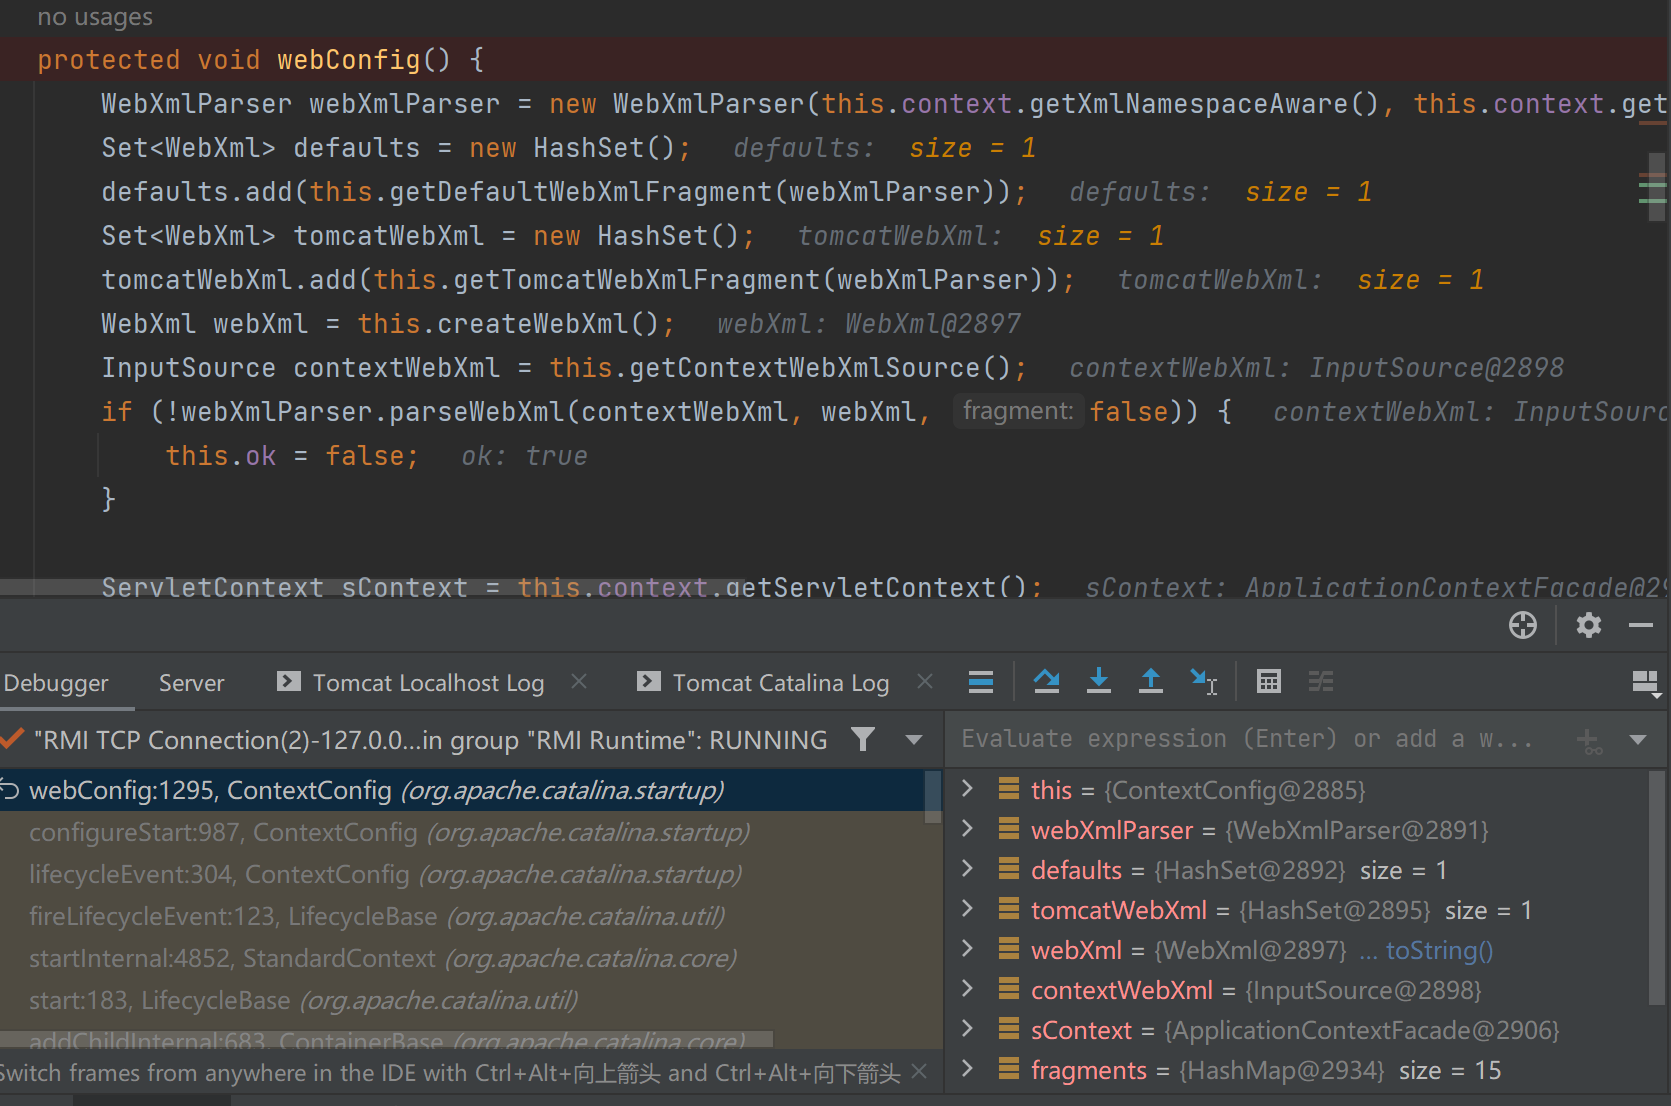 no usages
protected void webConfig() {
WebXmlParser webXmlParser = new WebXmlParser(this.context.getXmlNamespaceAware(), this.context.get
Set<WebXml> defaults = new HashSet(); defaults: size = 1
defaults.add(this.getDefaultWebXmlFragment(webXmlParser)); defaults: size = 1
Set<WebXml> tomcatWebXml = new HashSet(); tomcatWebXml: size = 1
tomcatWebXml.add(this.getTomcatWebXmlFragment(webXmlParser)); tomcatWebXml: size = 1
WebXml webXml = this.createWebXml(); webXml: WebXml@2897
InputSource contextWebXml = this.getContextWebXmlSource(); contextWebXml: InputSource@2898
if (!webXmlParser.parseWebXml(contextWebXml, webXml, fragment: false)) { contextWebXml: InputSourc
this.ok = false; ok: true
}
ServletContext sContext = this.context.getServletContext(); sContext: ApplicationContextFacade@29
Debugger Server Tomcat Localhost Log Tomcat Catalina Log
"RMI TCP Connection(2)-127.0.0...in group "RMI Runtime": RUNNING
webConfig:1295, ContextConfig (org.apache.catalina.startup)
configureStart:987, ContextConfig (org.apache.catalina.startup)
lifecycleEvent:304, ContextConfig (org.apache.catalina.startup)
fireLifecycleEvent:123, LifecycleBase (org.apache.catalina.util)
startInternal:4852, StandardContext (org.apache.catalina.core)
start:183, LifecycleBase (org.apache.catalina.util)
addChildInternal:683, ContainerBase (org.apache.catalina.core)
Switch frames from anywhere in the IDE with Ctrl+Alt+向上箭头 and Ctrl+Alt+向下箭头
Evaluate expression (Enter) or add a w...
this = {ContextConfig@2885}
webXmlParser = {WebXmlParser@2891}
defaults = {HashSet@2892} size = 1
tomcatWebXml = {HashSet@2895} size = 1
webXml = {WebXml@2897} ... toString()
contextWebXml = {InputSource@2898}
sContext = {ApplicationContextFacade@2906}
fragments = {HashMap@2934} size = 15